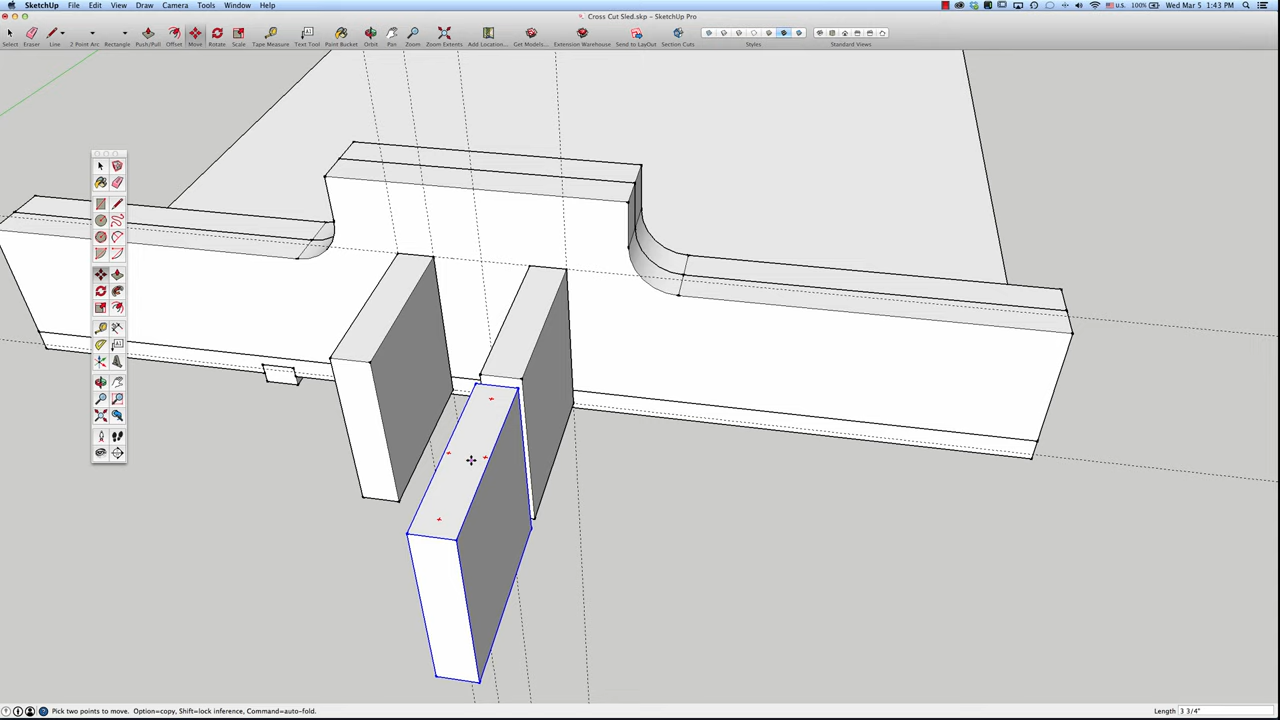 SketchUp File Edit View Draw Camera Tools Window Help U.S. 100% Wed Mar 5 1:43 PM
Cross Cut Sled.skp - SketchUp Pro
Select Eraser Line 2 Point Arc Rectangle Push/Pull Offset Move Rotate Scale Tape Measure Text Tool Paint Bucket Orbit Pan Zoom Zoom Extents Add Location... Get Models... Extension Warehouse Send to LayOut Section Cuts Styles Standard Views
Pick two points to move. Option=copy, Shift=lock inference, Command=auto-fold. Length 3 3/4"